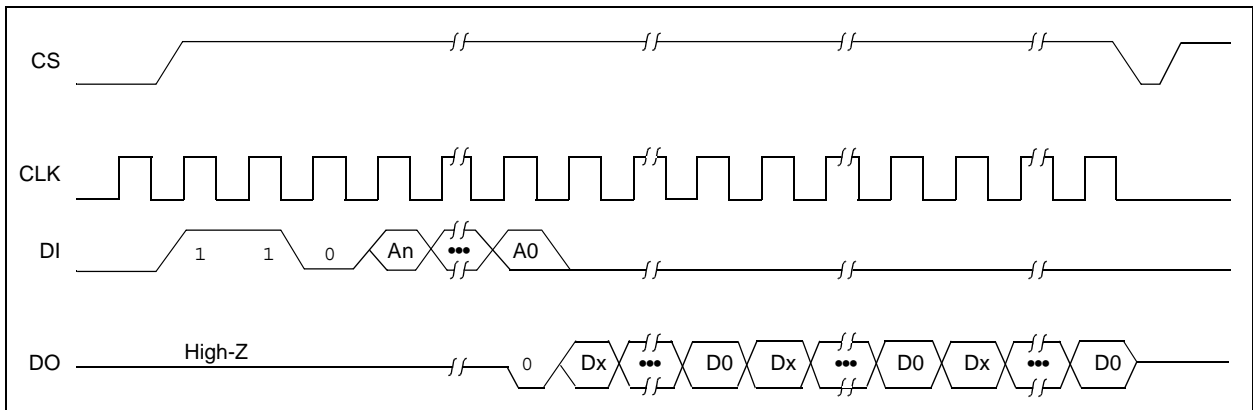 CS
CLK
DI 1 1 0 An ••• A0
High-Z
DO 0 Dx ••• D0 Dx ••• D0 Dx ••• D0